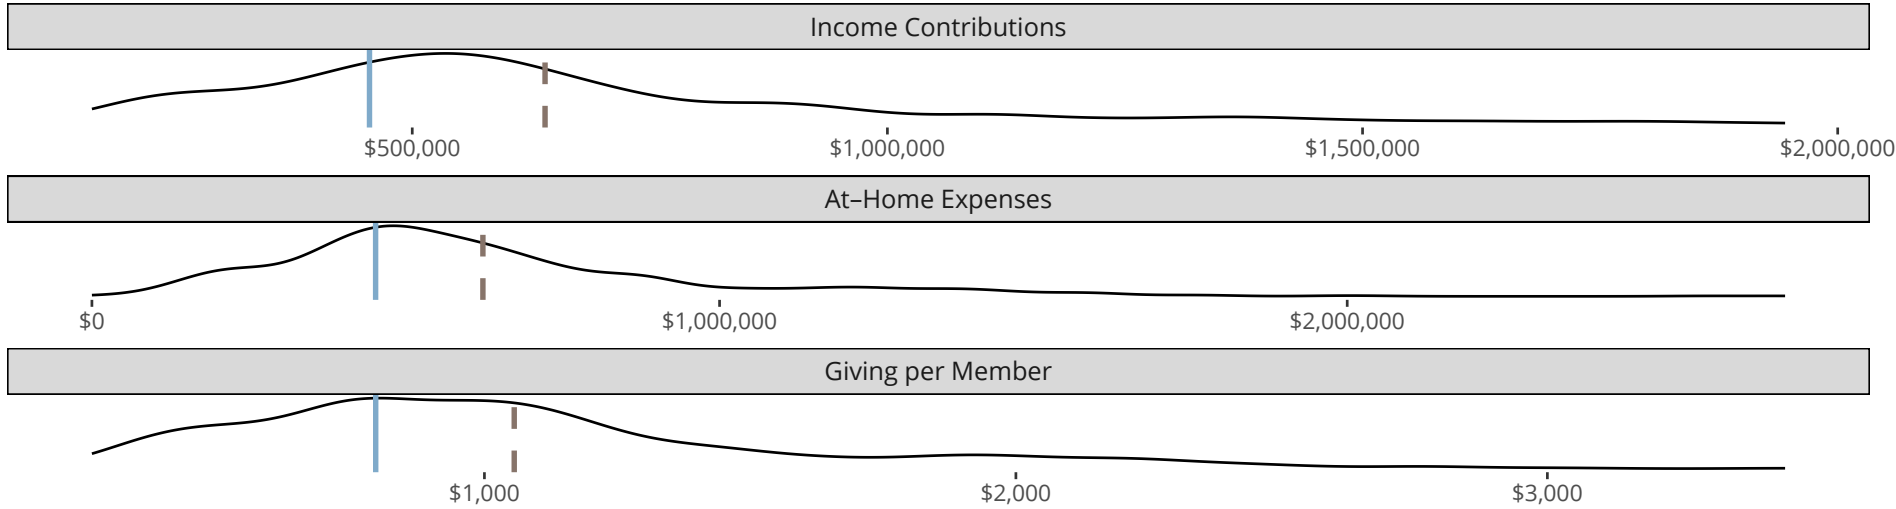 Income Contributions
$500,000 $1,000,000 $1,500,000 $2,000,000
At–Home Expenses
$0 $1,000,000 $2,000,000
Giving per Member
$1,000 $2,000 $3,000